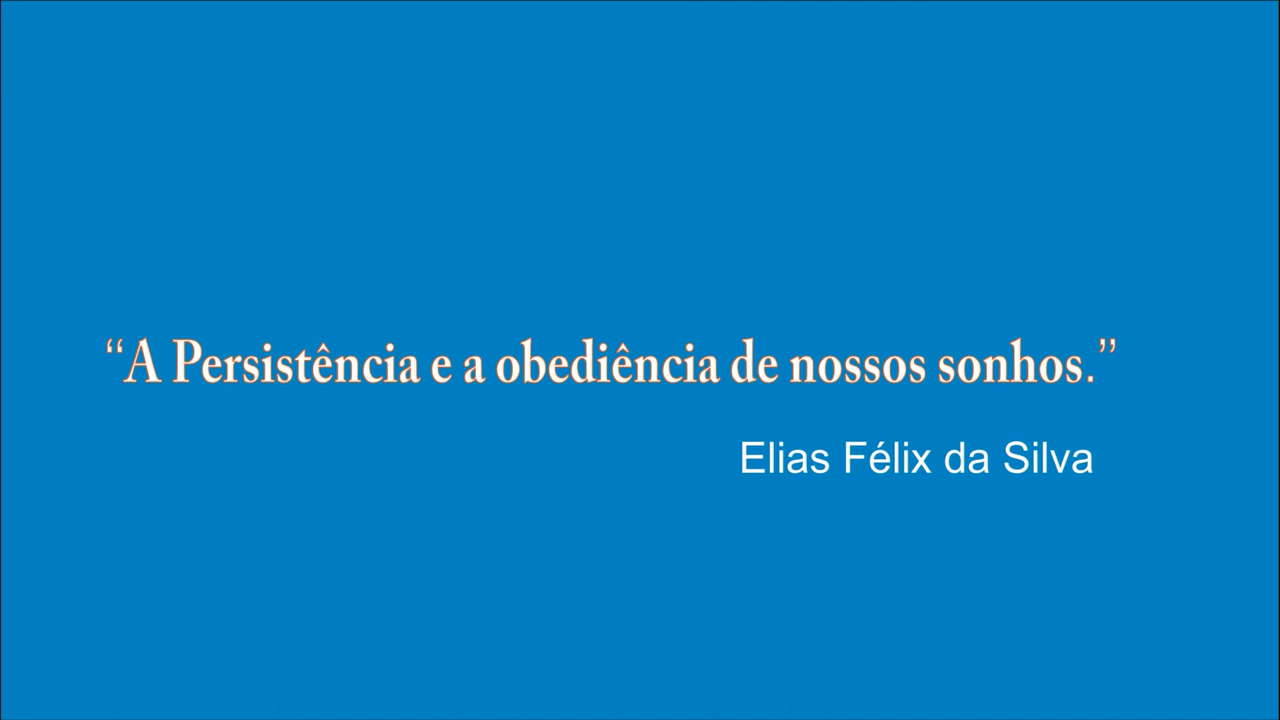 “A Persistência e a obediência de nossos sonhos.”
Elias Félix da Silva